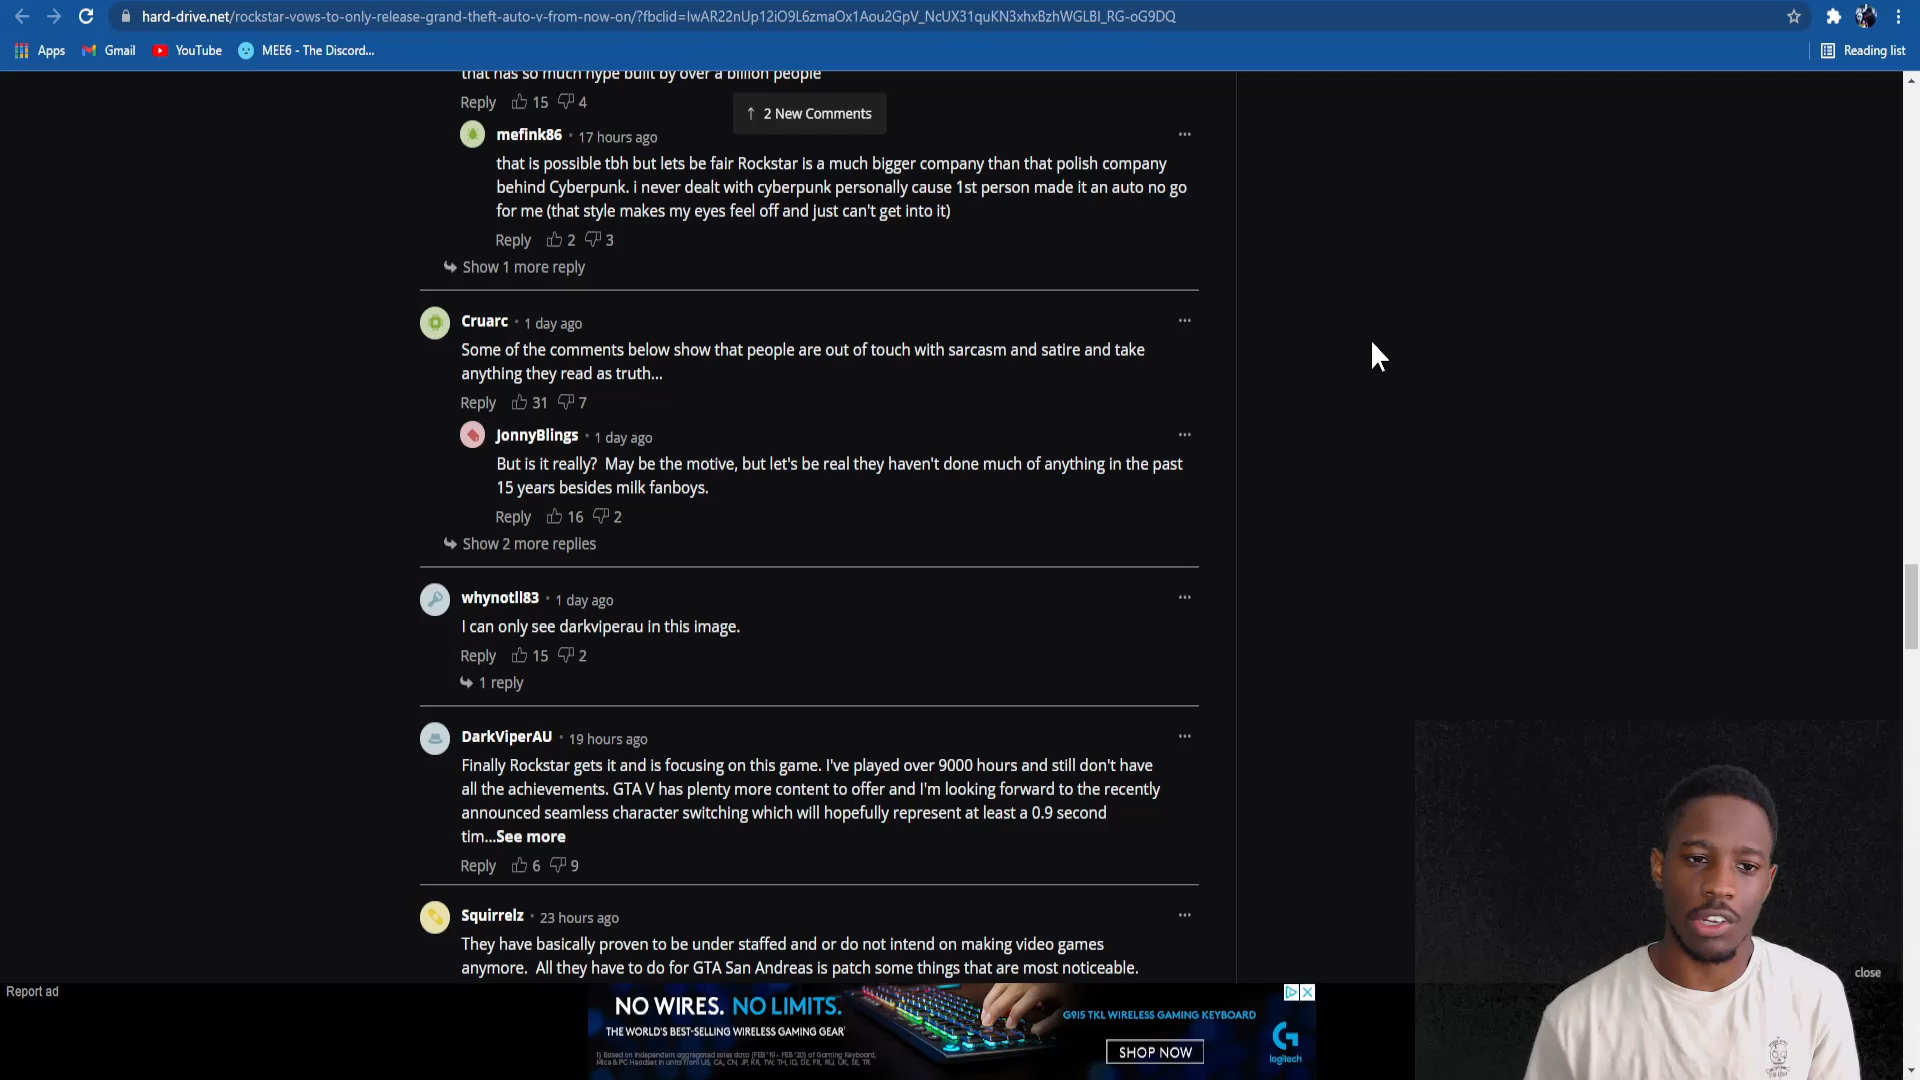 hard-drive.net/rockstar-vows-to-only-release-grand-theft-auto-v-from-now-on/?fbclid=IwAR22nUp12iO9L6zmaOx1Aou2GpV_NcUX31quKN3xhxBzhWGLBI_RG-oG9DQ
Apps Gmail YouTube MEE6 - The Discord... Reading list
that has so much hype built by over a billion people
Reply 15 4
↑ 2 New Comments
mefink86 · 17 hours ago ...
that is possible tbh but lets be fair Rockstar is a much bigger company than that polish company
behind Cyberpunk. i never dealt with cyberpunk personally cause 1st person made it an auto no go
for me (that style makes my eyes feel off and just can't get into it)
Reply 2 3
Show 1 more reply
Cruarc · 1 day ago ...
Some of the comments below show that people are out of touch with sarcasm and satire and take
anything they read as truth...
Reply 31 7
JonnyBlings · 1 day ago ...
But is it really? May be the motive, but let's be real they haven't done much of anything in the past
15 years besides milk fanboys.
Reply 16 2
Show 2 more replies
whynotll83 · 1 day ago ...
I can only see darkviperau in this image.
Reply 15 2
1 reply
DarkViperAU · 19 hours ago ...
Finally Rockstar gets it and is focusing on this game. I've played over 9000 hours and still don't have
all the achievements. GTA V has plenty more content to offer and I'm looking forward to the recently
announced seamless character switching which will hopefully represent at least a 0.9 second
tim...See more
Reply 6 9
Squirrelz · 23 hours ago ...
They have basically proven to be under staffed and or do not intend on making video games
anymore. All they have to do for GTA San Andreas is patch some things that are most noticeable.
close
Report ad
NO WIRES. NO LIMITS.
THE WORLD'S BEST-SELLING WIRELESS GAMING GEAR¹
1) Based on independent aggregated sales data (FEB '19 - FEB '20) of Gaming Keyboard,
G915 TKL WIRELESS GAMING KEYBOARD
SHOP NOW
logitech